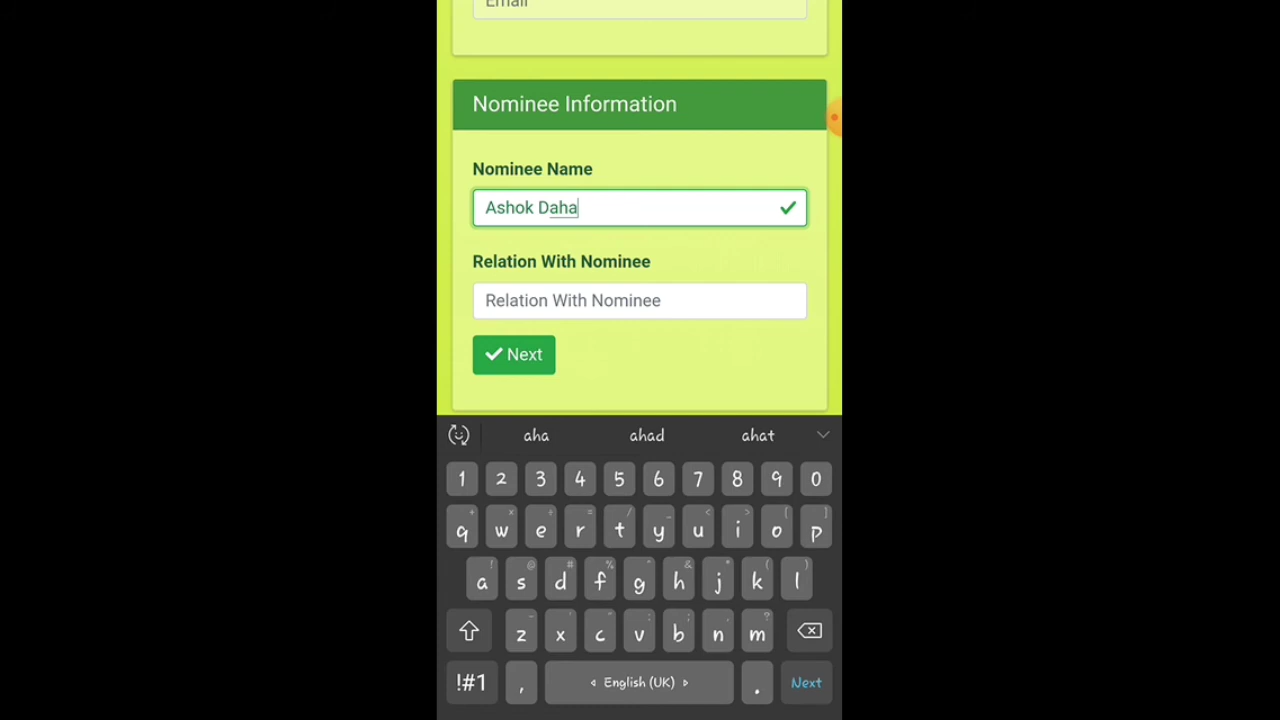 Email
Nominee Information
Nominee Name
Ashok Daha
Relation With Nominee
Relation With Nominee
Next
aha ahad ahat
1 2 3 4 5 6 7 8 9 0
q w e r t y u i o p
a s d f g h j k l
z x c v b n m
!#1 , English (UK) . Next